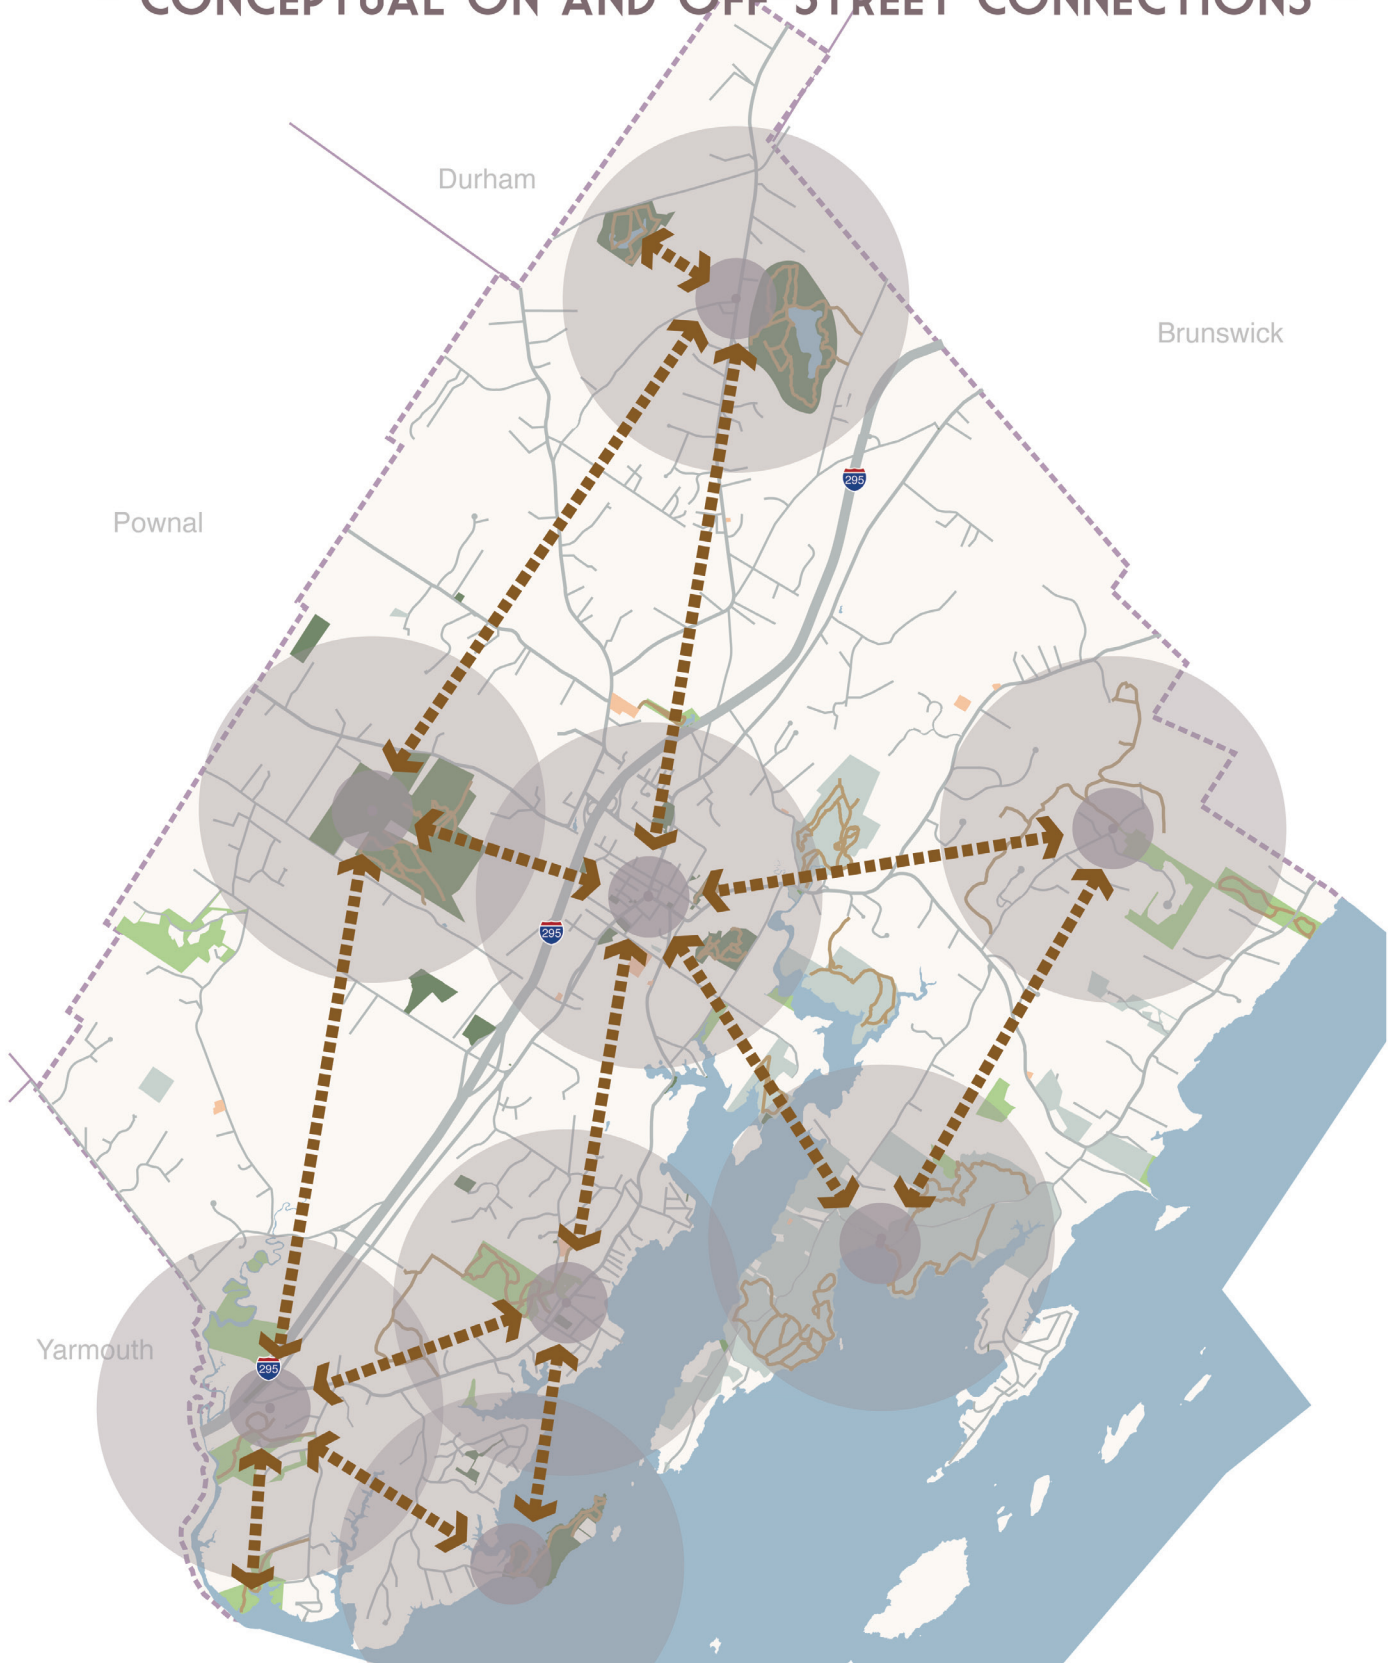 CONCEPTUAL ON AND OFF STREET CONNECTIONS
Durham
Brunswick
295
Pownal
295
Yarmouth
295